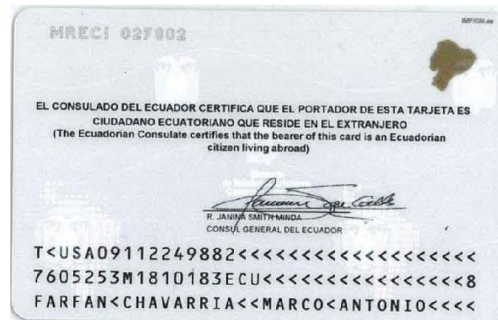 MRECI 027802
EL CONSULADO DEL ECUADOR CERTIFICA QUE EL PORTADOR DE ESTA TARJETA ES
CIUDADANO ECUATORIANO QUE RESIDE EN EL EXTRANJERO
(The Ecuadorian Consulate certifies that the bearer of this card is an Ecuadorian
citizen living abroad)
R. JANINA SMITH MINDA
CONSUL GENERAL DEL ECUADOR
T<USA09112249882<<<<<<<<<<<<<<<<<<
7605253M1810183ECU<<<<<<<<<<<<<<<8
FARFAN<CHAVARRIA<<MARCO<ANTONIO<<<<